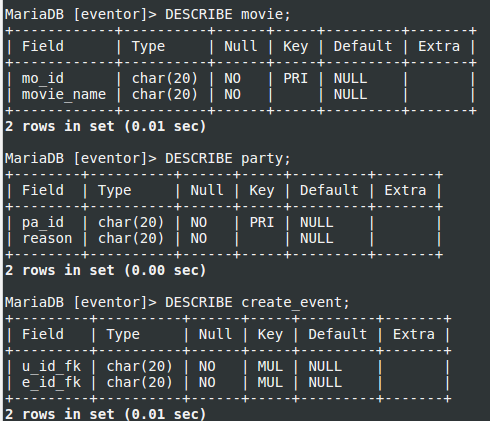 MariaDB [eventor]> DESCRIBE movie;
+------------+----------+------+-----+---------+-------+
| Field      | Type     | Null | Key | Default | Extra |
+------------+----------+------+-----+---------+-------+
| mo_id      | char(20) | NO   | PRI | NULL    |       |
| movie_name | char(20) | NO   |     | NULL    |       |
+------------+----------+------+-----+---------+-------+
2 rows in set (0.01 sec)

MariaDB [eventor]> DESCRIBE party;
+--------+----------+------+-----+---------+-------+
| Field  | Type     | Null | Key | Default | Extra |
+--------+----------+------+-----+---------+-------+
| pa_id  | char(20) | NO   | PRI | NULL    |       |
| reason | char(20) | NO   |     | NULL    |       |
+--------+----------+------+-----+---------+-------+
2 rows in set (0.00 sec)

MariaDB [eventor]> DESCRIBE create_event;
+---------+----------+------+-----+---------+-------+
| Field   | Type     | Null | Key | Default | Extra |
+---------+----------+------+-----+---------+-------+
| u_id_fk | char(20) | NO   | MUL | NULL    |       |
| e_id_fk | char(20) | NO   | MUL | NULL    |       |
+---------+----------+------+-----+---------+-------+
2 rows in set (0.01 sec)